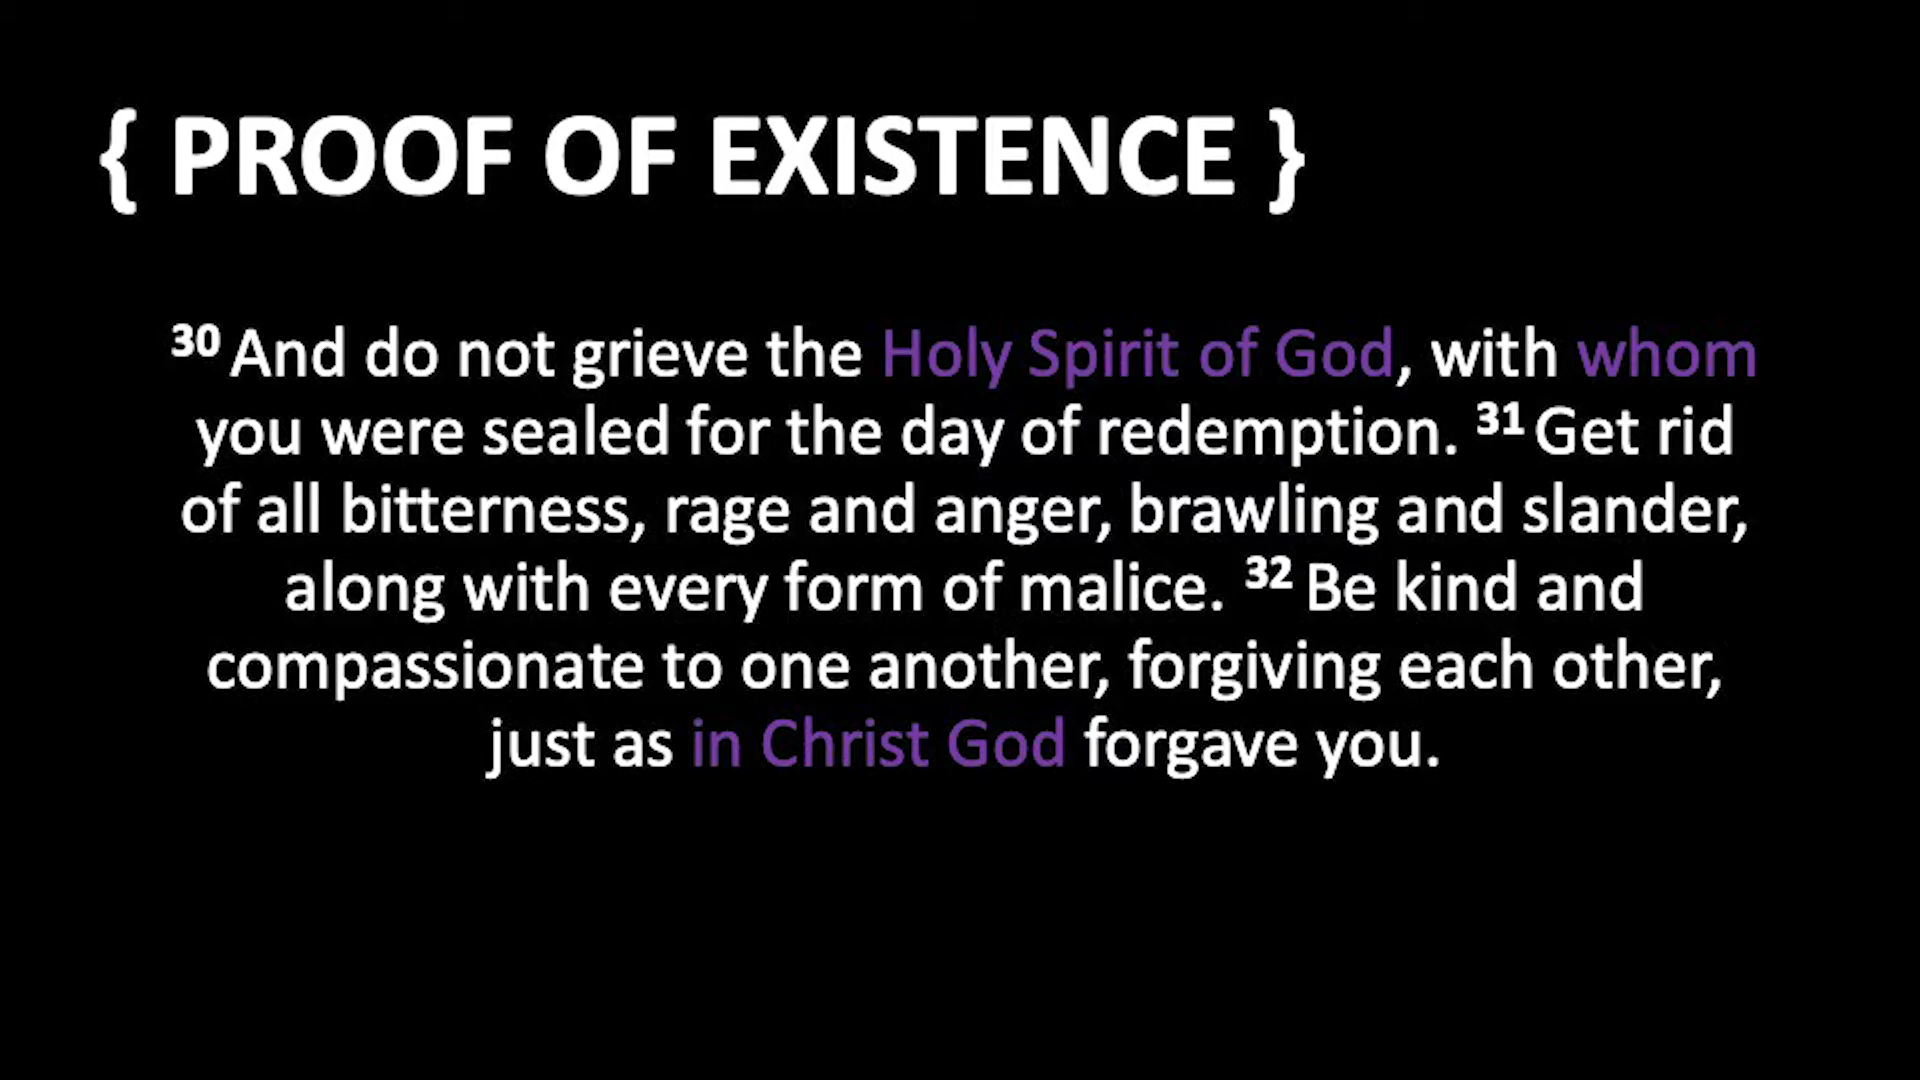 { PROOF OF EXISTENCE }
30 And do not grieve the Holy Spirit of God, with whom
you were sealed for the day of redemption. 31 Get rid
of all bitterness, rage and anger, brawling and slander,
along with every form of malice. 32 Be kind and
compassionate to one another, forgiving each other,
just as in Christ God forgave you.